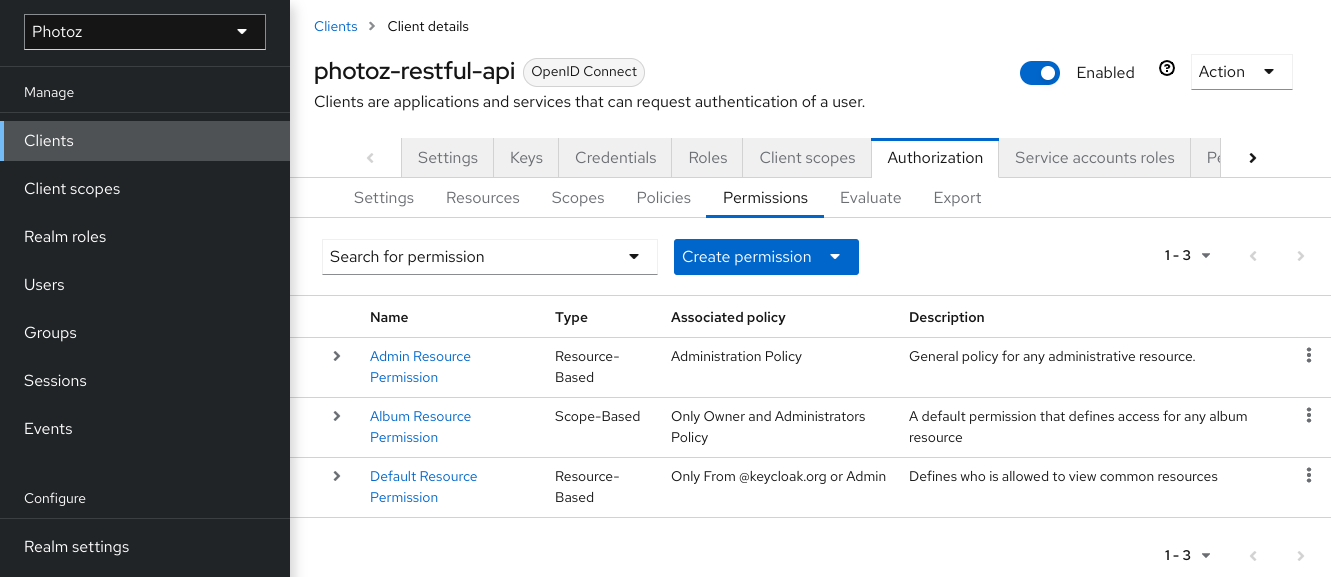 Photoz
Manage
Clients
Client scopes
Realm roles
Users
Groups
Sessions
Events
Configure
Realm settings
Clients > Client details
photoz-restful-api OpenID Connect
Enabled
Action
Clients are applications and services that can request authentication of a user.
Settings Keys Credentials Roles Client scopes Authorization Service accounts roles
Settings Resources Scopes Policies Permissions Evaluate Export
Search for permission Create permission 1 - 3
Name Type Associated policy Description
Admin Resource Permission
Resource-Based
Administration Policy
General policy for any administrative resource.
Album Resource Permission
Scope-Based
Only Owner and Administrators Policy
A default permission that defines access for any album resource
Default Resource Permission
Resource-Based
Only From @keycloak.org or Admin
Defines who is allowed to view common resources
1 - 3